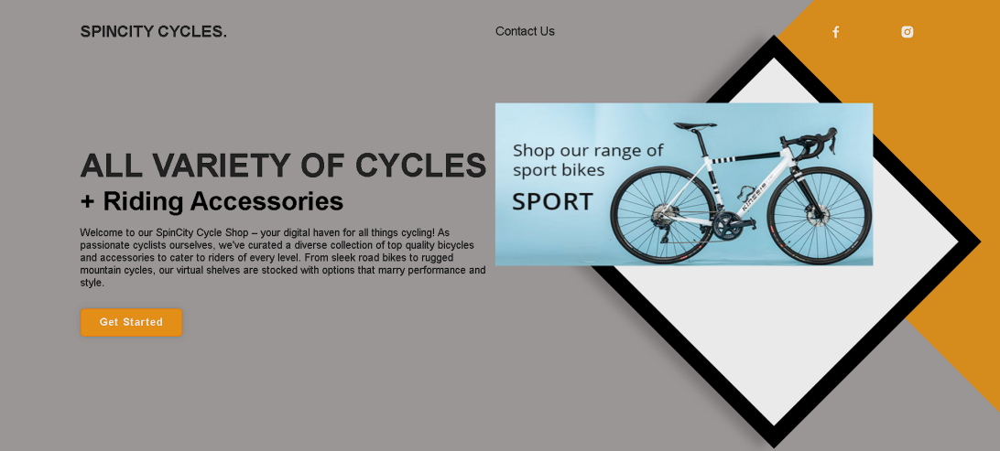 SPINCITY CYCLES.
Contact Us
ALL VARIETY OF CYCLES
+ Riding Accessories
Welcome to our SpinCity Cycle Shop – your digital haven for all things cycling! As
passionate cyclists ourselves, we've curated a diverse collection of top quality bicycles
and accessories to cater to riders of every level. From sleek road bikes to rugged
mountain cycles, our virtual shelves are stocked with options that marry performance and
style.
Get Started
Shop our range of
sport bikes
SPORT
KINESIS